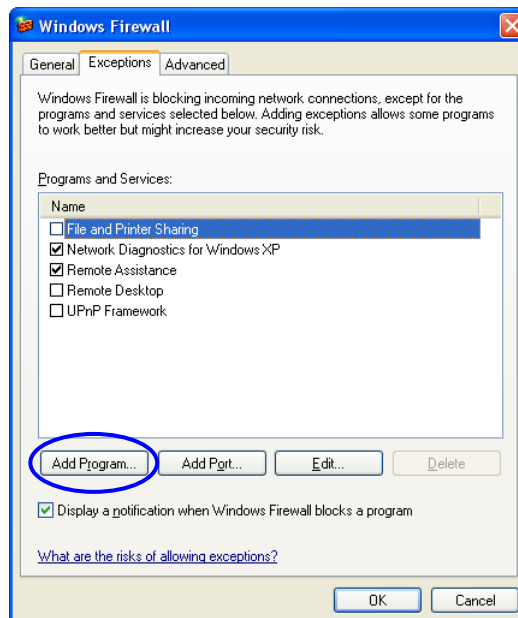 Windows Firewall
General Exceptions Advanced
Windows Firewall is blocking incoming network connections, except for the
programs and services selected below. Adding exceptions allows some programs
to work better but might increase your security risk.
Programs and Services:
Name
File and Printer Sharing
Network Diagnostics for Windows XP
Remote Assistance
Remote Desktop
UPnP Framework
Add Program... Add Port... Edit... Delete
Display a notification when Windows Firewall blocks a program
What are the risks of allowing exceptions?
OK Cancel